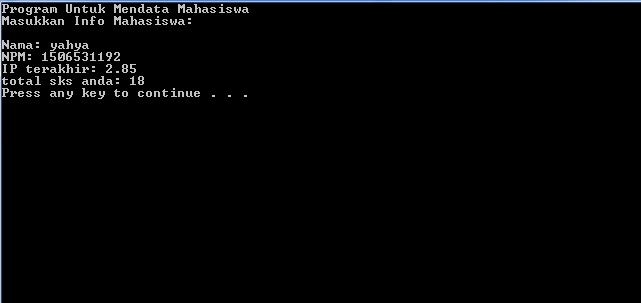 Program Untuk Mendata Mahasiswa
Masukkan Info Mahasiswa:
Nama: yahya
NPM: 1506531192
IP terakhir: 2.85
total sks anda: 18
Press any key to continue . . .